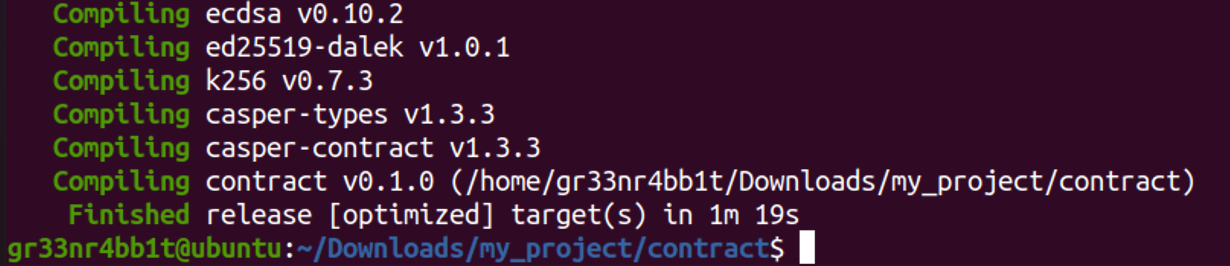 Compiling ecdsa v0.10.2
Compiling ed25519-dalek v1.0.1
Compiling k256 v0.7.3
Compiling casper-types v1.3.3
Compiling casper-contract v1.3.3
Compiling contract v0.1.0 (/home/gr33nr4bb1t/Downloads/my_project/contract)
Finished release [optimized] target(s) in 1m 19s
gr33nr4bb1t@ubuntu:~/Downloads/my_project/contract$